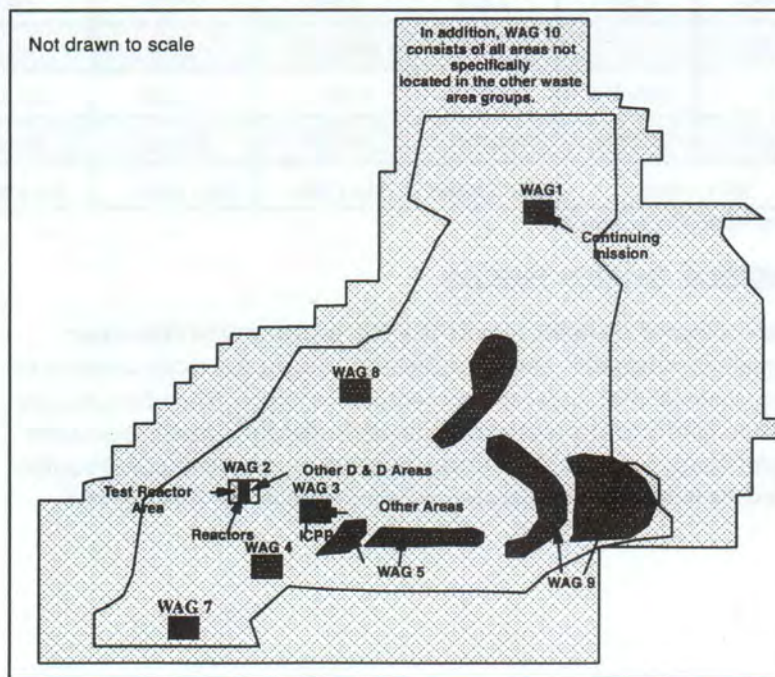 Not drawn to scale
In addition, WAG 10
consists of all areas not
specifically
located in the other waste
area groups.
WAG1
Continuing
mission
WAG 8
WAG 2
Other D & D Areas
Test Reactor
Area
WAG 3
Other Areas
Reactors
ICPP
WAG 4
WAG 5
WAG 9
WAG 7